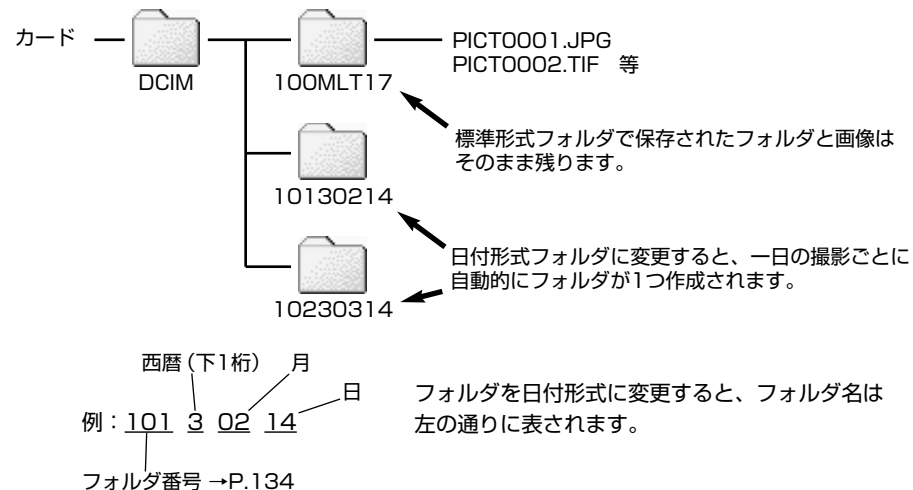 カード
DCIM
100MLT17
PICT0001.JPG
PICT0002.TIF 等
標準形式フォルダで保存されたフォルダと画像は
そのまま残ります。
10130214
日付形式フォルダに変更すると、一日の撮影ごとに
自動的にフォルダが1つ作成されます。
10230314
西暦(下1桁) 月
日
例:101 3 02 14
フォルダ番号 →P.134
フォルダを日付形式に変更すると、フォルダ名は
左の通りに表されます。